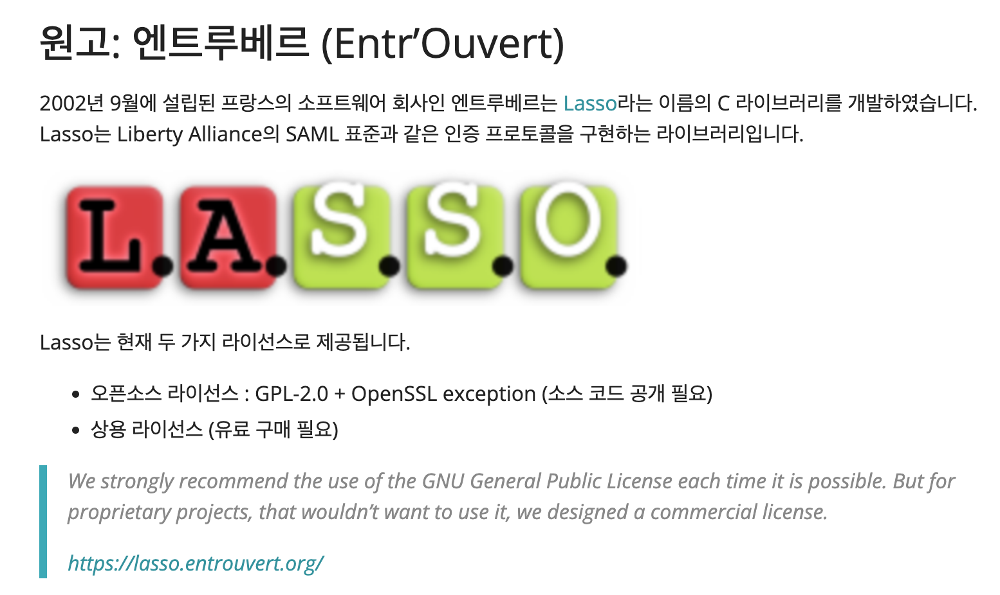 원고: 엔트루베르 (Entr’Ouvert)
2002년 9월에 설립된 프랑스의 소프트웨어 회사인 엔트루베르는 Lasso라는 이름의 C 라이브러리를 개발하였습니다.
Lasso는 Liberty Alliance의 SAML 표준과 같은 인증 프로토콜을 구현하는 라이브러리입니다.
L.A.S.S.O.
Lasso는 현재 두 가지 라이선스로 제공됩니다.
• 오픈소스 라이선스 : GPL-2.0 + OpenSSL exception (소스 코드 공개 필요)
• 상용 라이선스 (유료 구매 필요)
We strongly recommend the use of the GNU General Public License each time it is possible. But for
proprietary projects, that wouldn’t want to use it, we designed a commercial license.
https://lasso.entrouvert.org/